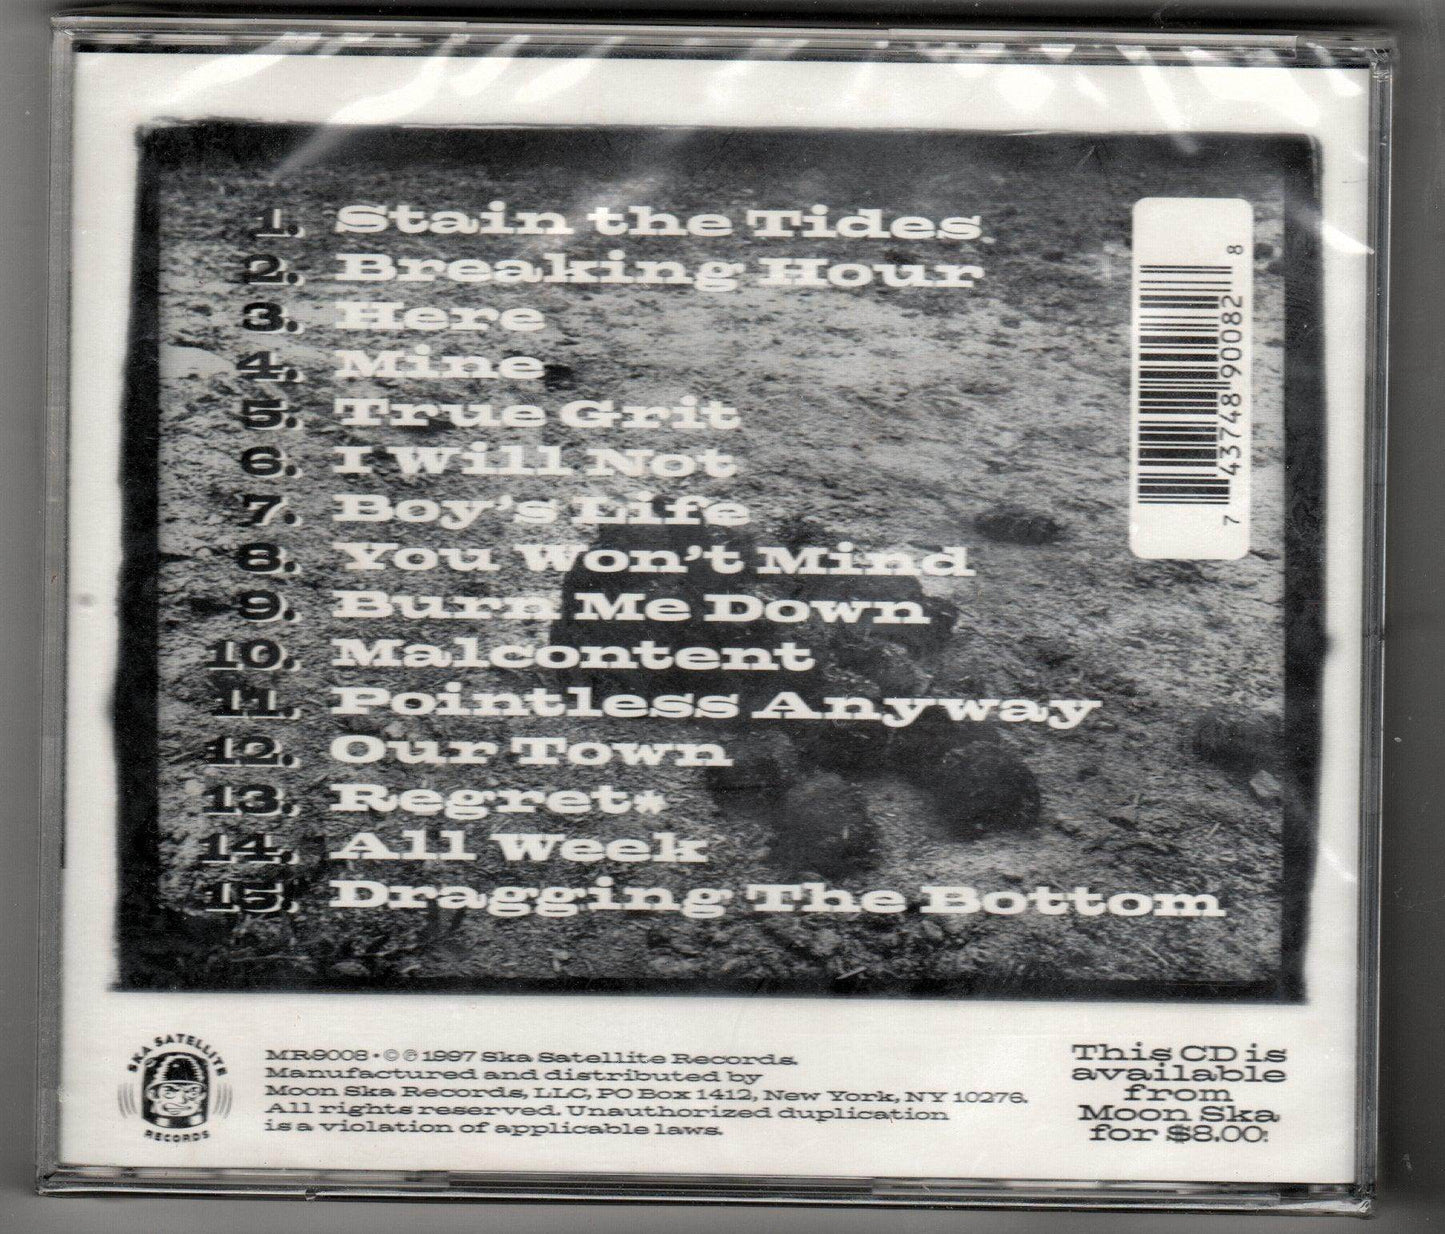 1. Stain the Tides
2. Breaking Hour
3. Here
4. Mine
5. True Grit
6. I Will Not
7. Boy's Life
8. You Won't Mind
9. Burn Me Down
10. Malcontent
11. Pointless Anyway
12. Our Town
13. Regret*
14. All Week
15. Dragging The Bottom
7 43748 90082 8
SKA SATELLITE
RECORDS
MR9008 • © ℗ 1997 Ska Satellite Records.
Manufactured and distributed by
Moon Ska Records, LLC, PO Box 1412, New York, NY 10276.
All rights reserved. Unauthorized duplication
is a violation of applicable laws.
This CD is
available
from
Moon Ska
for $8.00!